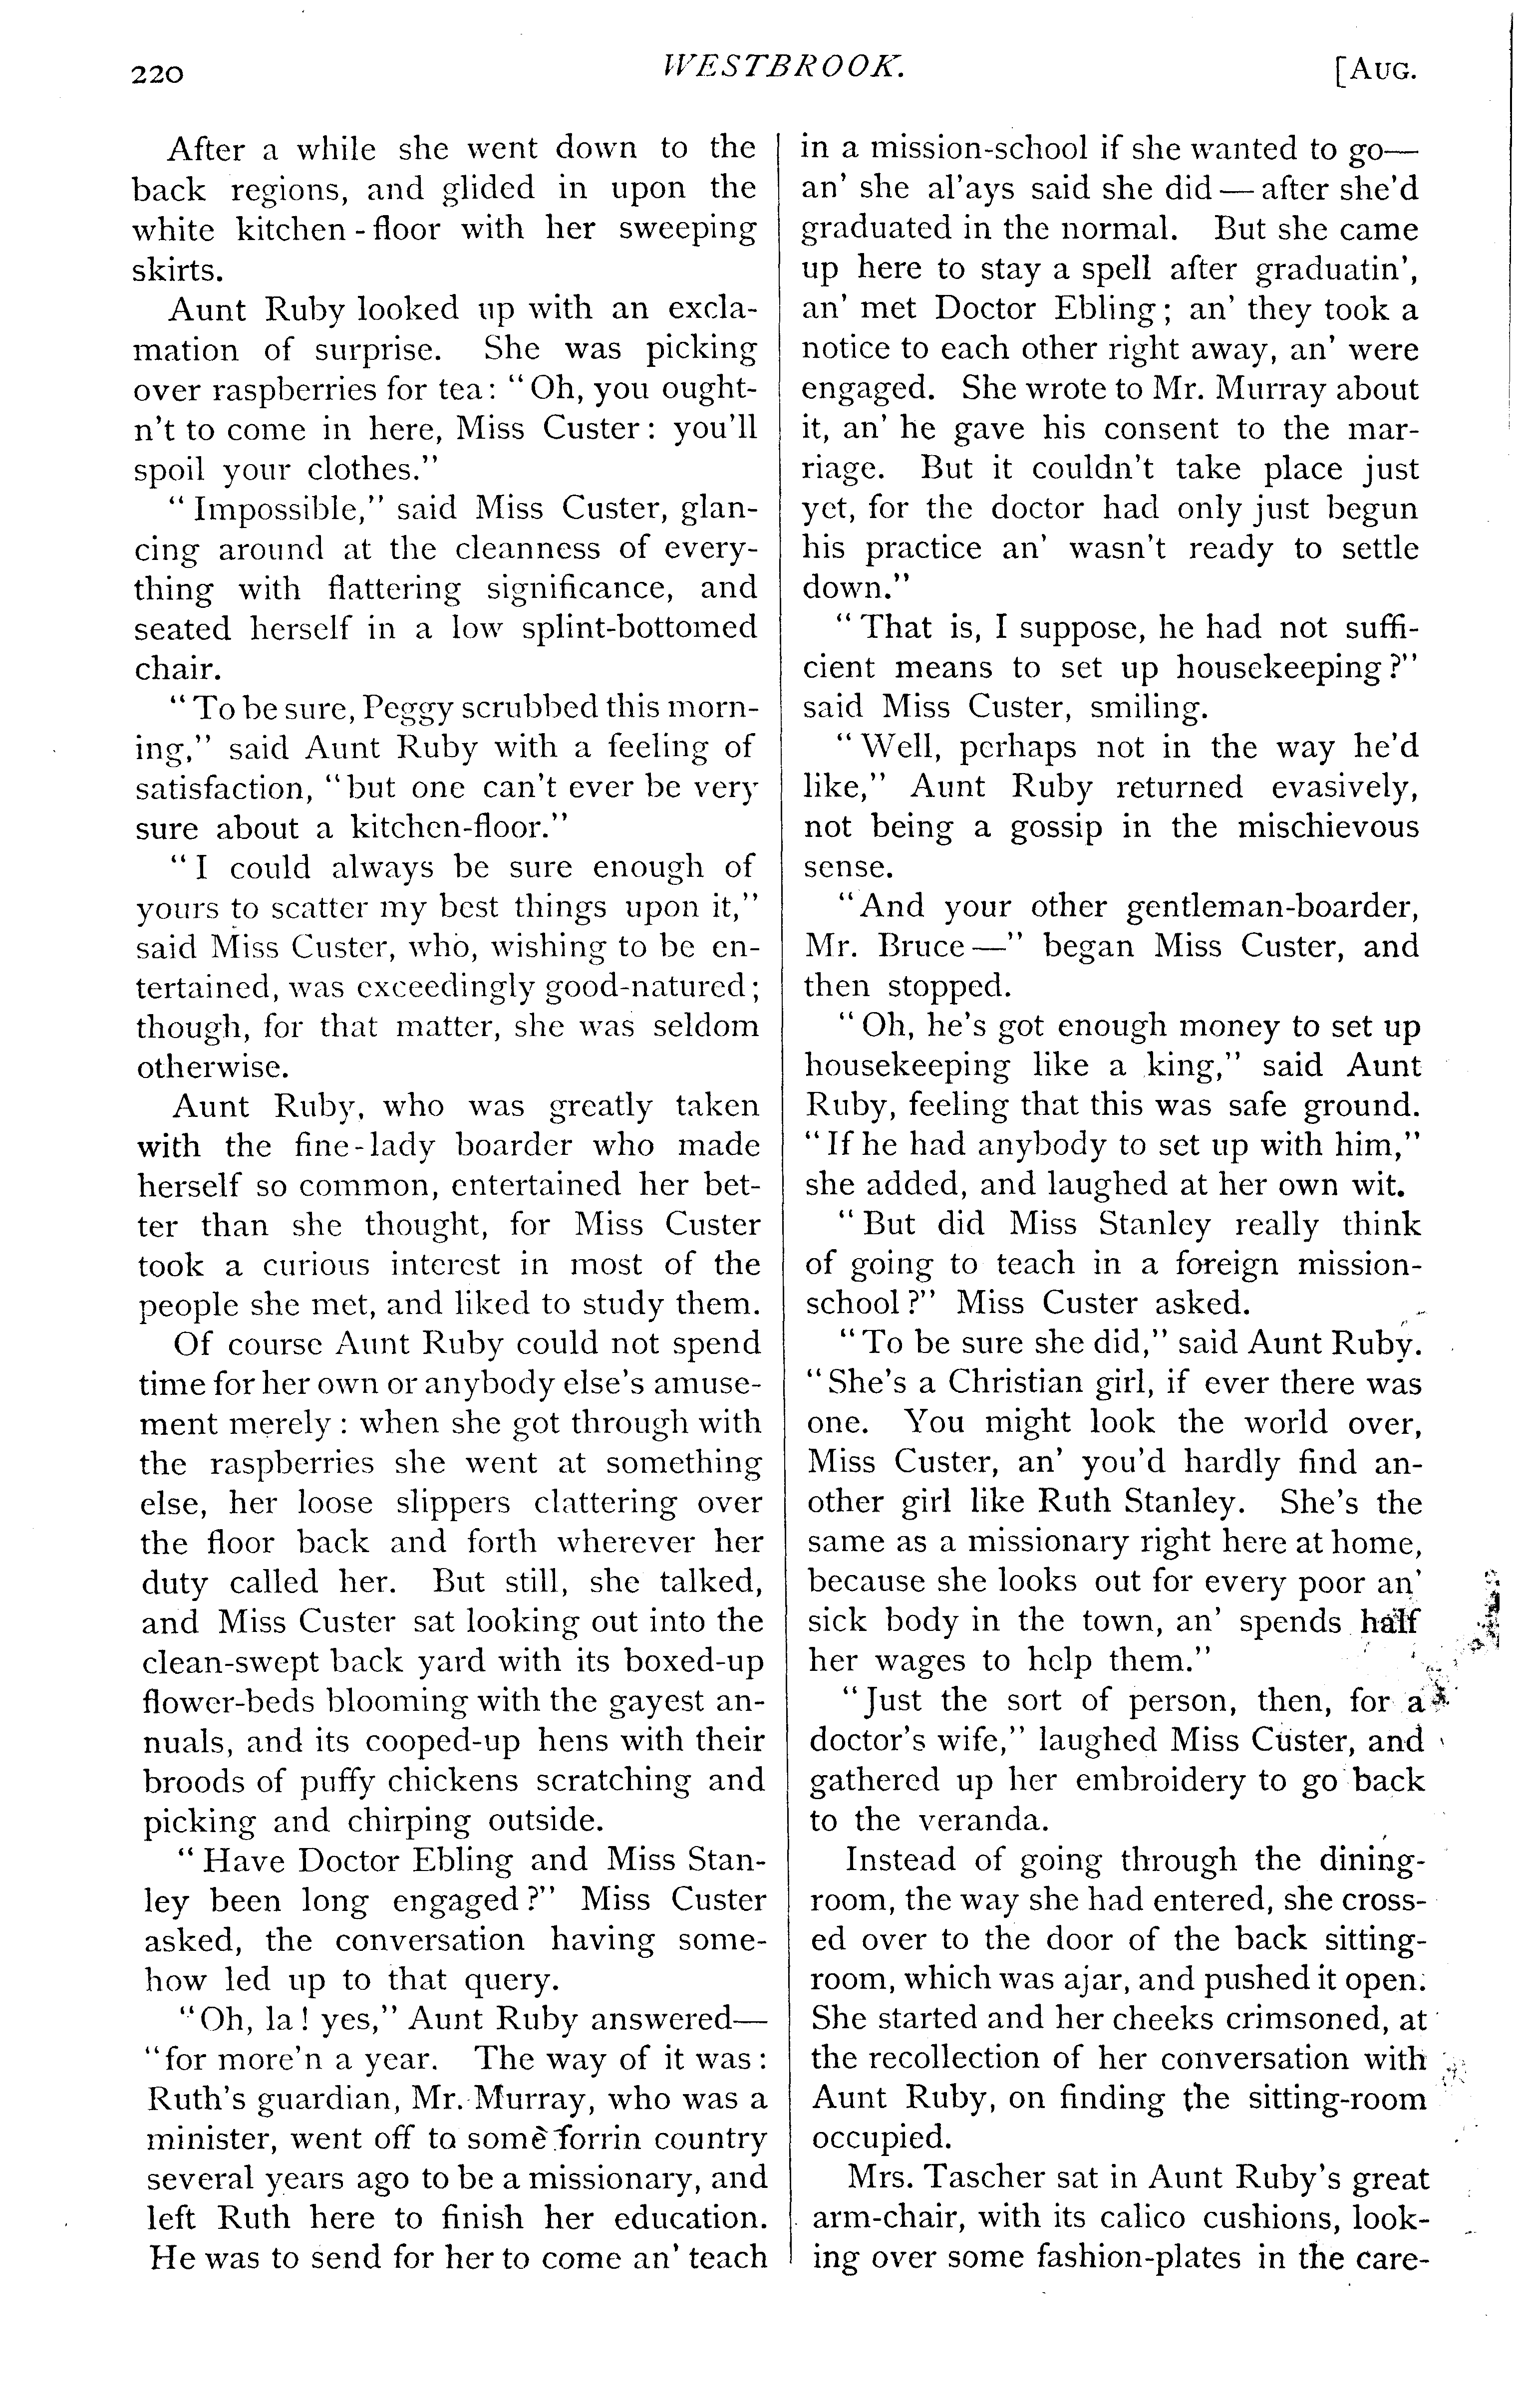 220
WESTBROOK.
[AUG.
After a while she went down to the
back regions, and glided in upon the
white kitchen-floor with her sweeping
skirts.
Aunt Ruby looked up with an excla-
mation of surprise. She was picking
over raspberries for tea: "Oh, you ought-
n't to come in here, Miss Custer: you'll
spoil your clothes."
"Impossible," said Miss Custer, glan-
cing around at the cleanness of every-
thing with flattering significance, and
seated herself in a low splint-bottomed
chair.
"To be sure, Peggy scrubbed this morn-
ing," said Aunt Ruby with a feeling of
satisfaction, "but one can't ever be very
sure about a kitchen-floor."
"I could always be sure enough of
yours to scatter my best things upon it,"
said Miss Custer, who, wishing to be en-
tertained, was exceedingly good-natured;
though, for that matter, she was seldom
otherwise.
Aunt Ruby, who was greatly taken
with the fine-lady boarder who made
herself so common, entertained her bet-
ter than she thought, for Miss Custer
took a curious interest in most of the
people she met, and liked to study them.
Of course Aunt Ruby could not spend
time for her own or anybody else's amuse-
ment merely: when she got through with
the raspberries she went at something
else, her loose slippers clattering over
the floor back and forth wherever her
duty called her. But still, she talked,
and Miss Custer sat looking out into the
clean-swept back yard with its boxed-up
flower-beds blooming with the gayest an-
nuals, and its cooped-up hens with their
broods of puffy chickens scratching and
picking and chirping outside.
"Have Doctor Ebling and Miss Stan-
ley been long engaged?" Miss Custer
asked, the conversation having some-
how led up to that query.
"Oh, la! yes," Aunt Ruby answered—
"for more'n a year. The way of it was:
Ruth's guardian, Mr. Murray, who was a
minister, went off to some forrin country
several years ago to be a missionary, and
left Ruth here to finish her education.
He was to send for her to come an' teach
in a mission-school if she wanted to go—
an' she al'ays said she did—after she'd
graduated in the normal. But she came
up here to stay a spell after graduatin',
an' met Doctor Ebling; an' they took a
notice to each other right away, an' were
engaged. She wrote to Mr. Murray about
it, an' he gave his consent to the mar-
riage. But it couldn't take place just
yet, for the doctor had only just begun
his practice an' wasn't ready to settle
down."
"That is, I suppose, he had not suffi-
cient means to set up housekeeping?"
said Miss Custer, smiling.
"Well, perhaps not in the way he'd
like," Aunt Ruby returned evasively,
not being a gossip in the mischievous
sense.
"And your other gentleman-boarder,
Mr. Bruce—" began Miss Custer, and
then stopped.
"Oh, he's got enough money to set up
housekeeping like a king," said Aunt
Ruby, feeling that this was safe ground.
"If he had anybody to set up with him,"
she added, and laughed at her own wit.
"But did Miss Stanley really think
of going to teach in a foreign mission-
school?" Miss Custer asked.
"To be sure she did," said Aunt Ruby.
"She's a Christian girl, if ever there was
one. You might look the world over,
Miss Custer, an' you'd hardly find an-
other girl like Ruth Stanley. She's the
same as a missionary right here at home,
because she looks out for every poor an'
sick body in the town, an' spends half
her wages to help them."
"Just the sort of person, then, for a
doctor's wife," laughed Miss Custer, and
gathered up her embroidery to go back
to the veranda.
Instead of going through the dining-
room, the way she had entered, she cross-
ed over to the door of the back sitting-
room, which was ajar, and pushed it open.
She started and her cheeks crimsoned, at
the recollection of her conversation with
Aunt Ruby, on finding the sitting-room
occupied.
Mrs. Tascher sat in Aunt Ruby's great
arm-chair, with its calico cushions, look-
ing over some fashion-plates in the care-